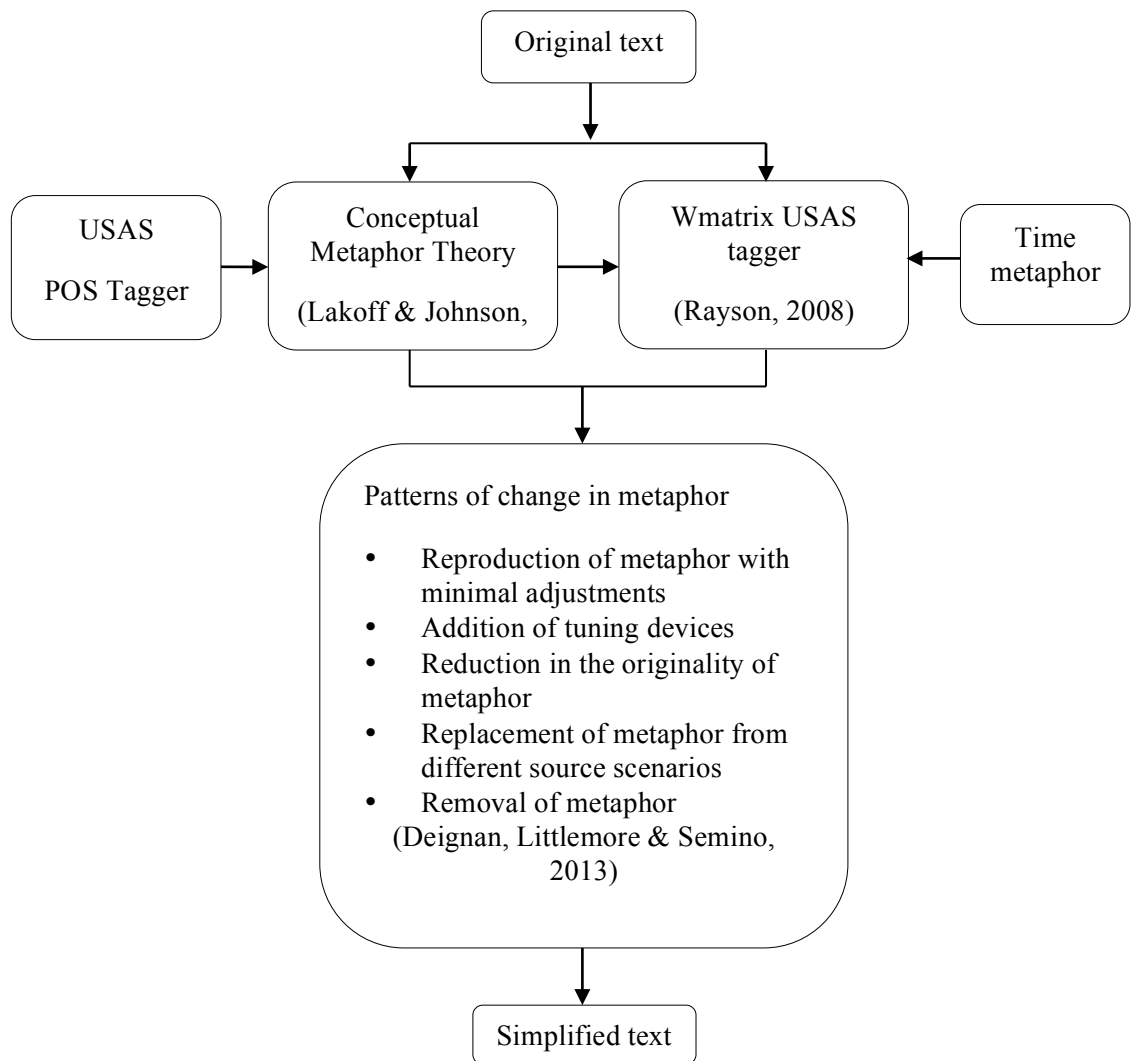 Original text
USAS
POS Tagger
Conceptual
Metaphor Theory
(Lakoff & Johnson,
Wmatrix USAS
tagger
(Rayson, 2008)
Time
metaphor
Patterns of change in metaphor
• Reproduction of metaphor with
minimal adjustments
• Addition of tuning devices
• Reduction in the originality of
metaphor
• Replacement of metaphor from
different source scenarios
• Removal of metaphor
(Deignan, Littlemore & Semino,
2013)
Simplified text